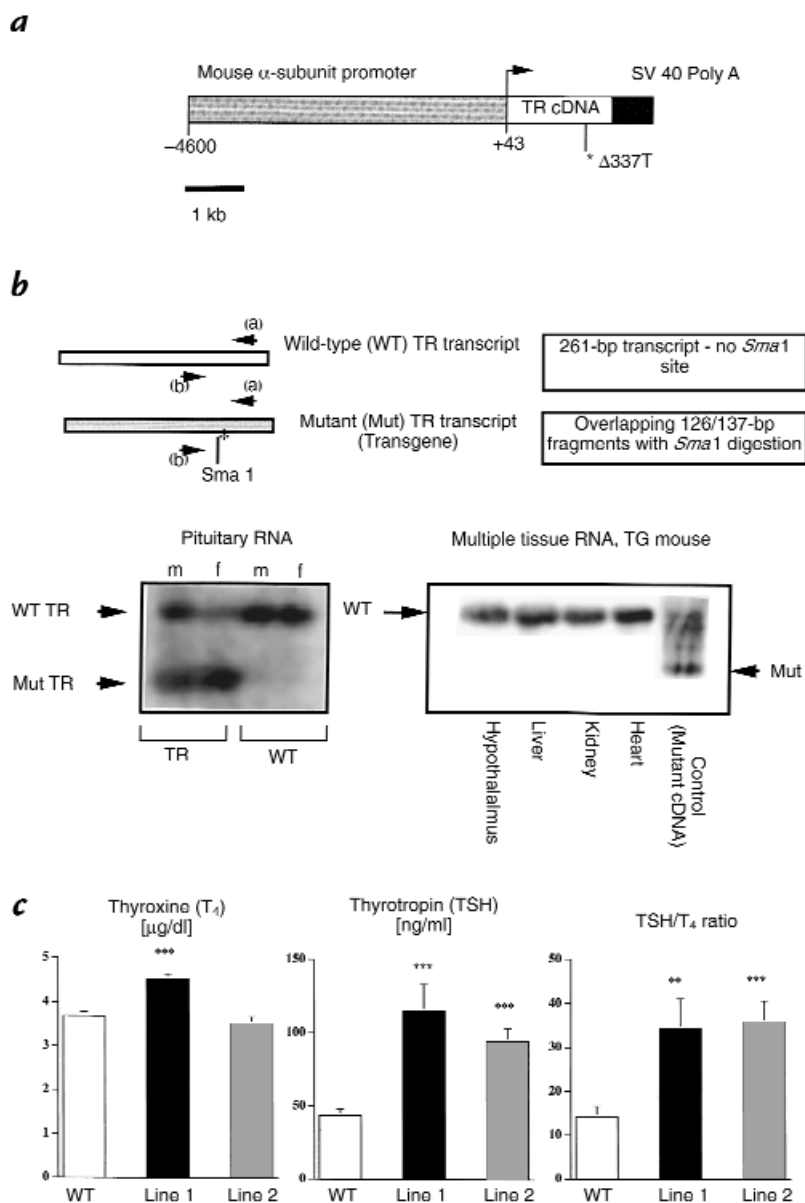 a
Mouse α-subunit promoter
SV 40 Poly A
TR cDNA
–4600
+43
* Δ337T
1 kb
b
(a)
Wild-type (WT) TR transcript
261-bp transcript - no Sma1
site
(b)
(a)
Mutant (Mut) TR transcript
(Transgene)
Overlapping 126/137-bp
fragments with Sma1 digestion
*
(b)
Sma 1
Pituitary RNA
Multiple tissue RNA, TG mouse
m f m f
WT TR
WT
Mut TR
Mut
TR WT
Hypothalalmus
Liver
Kidney
Heart
Control
(Mutant cDNA)
c
Thyroxine (T4)
[μg/dl]
5
4
3
2
1
0
***
WT Line 1 Line 2
Thyrotropin (TSH)
[ng/ml]
150
100
50
0
***
***
WT Line 1 Line 2
TSH/T4 ratio
50
40
30
20
10
0
**
***
WT Line 1 Line 2